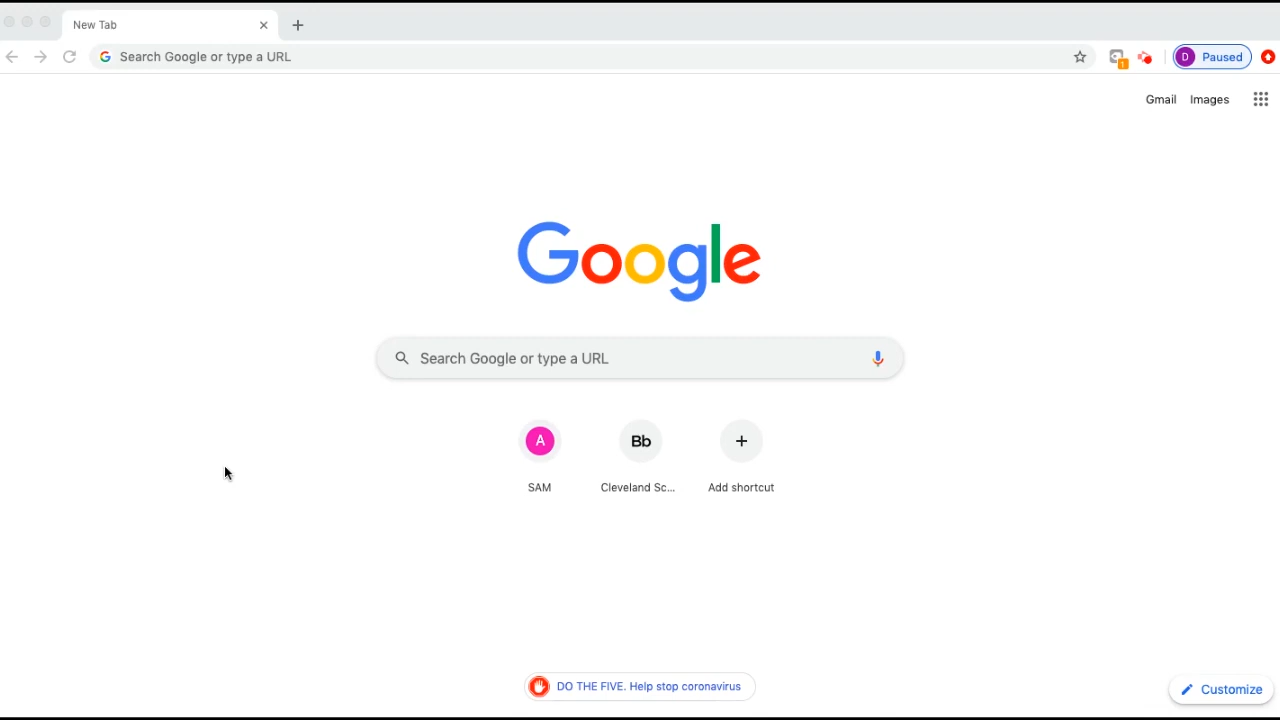 New Tab
Search Google or type a URL
1
D Paused
Gmail Images
Google
Search Google or type a URL
A Bb
SAM Cleveland Sc... Add shortcut
DO THE FIVE. Help stop coronavirus
Customize